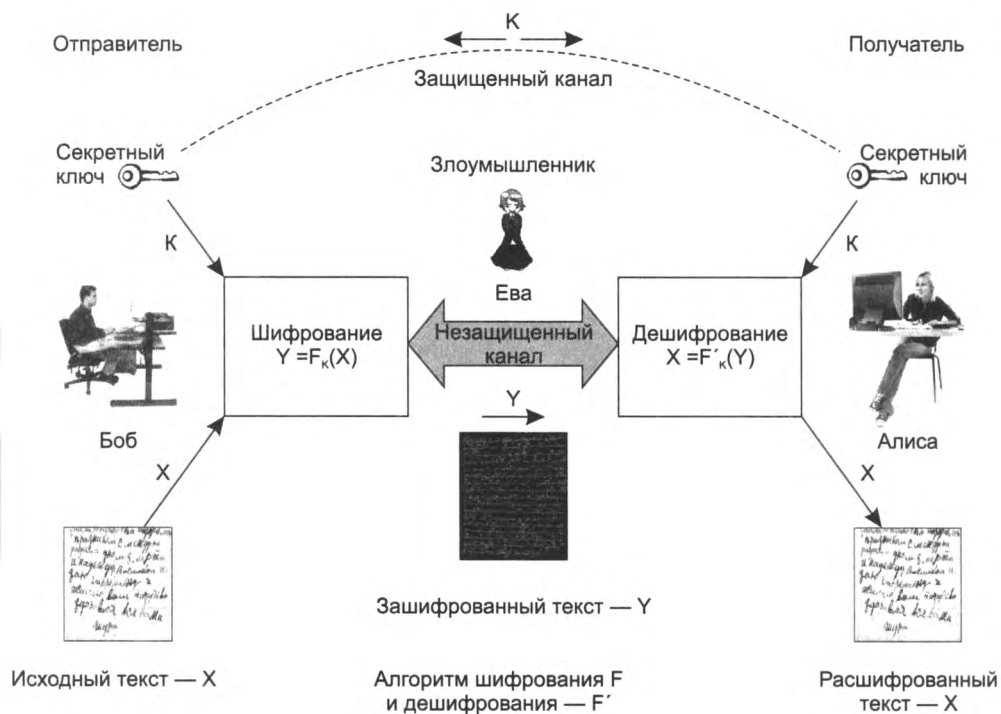 K
Отправитель
Получатель
Защищенный канал
Секретный
ключ
Злоумышленник
Секретный
ключ
K
K
Ева
Шифрование
Y =Fк(X)
Незащищенный
канал
Дешифрование
X =F´к(Y)
Y
Боб
Алиса
X
X
Зашифрованный текст — Y
Исходный текст — X
Алгоритм шифрования F
и дешифрования — F´
Расшифрованный
текст — X